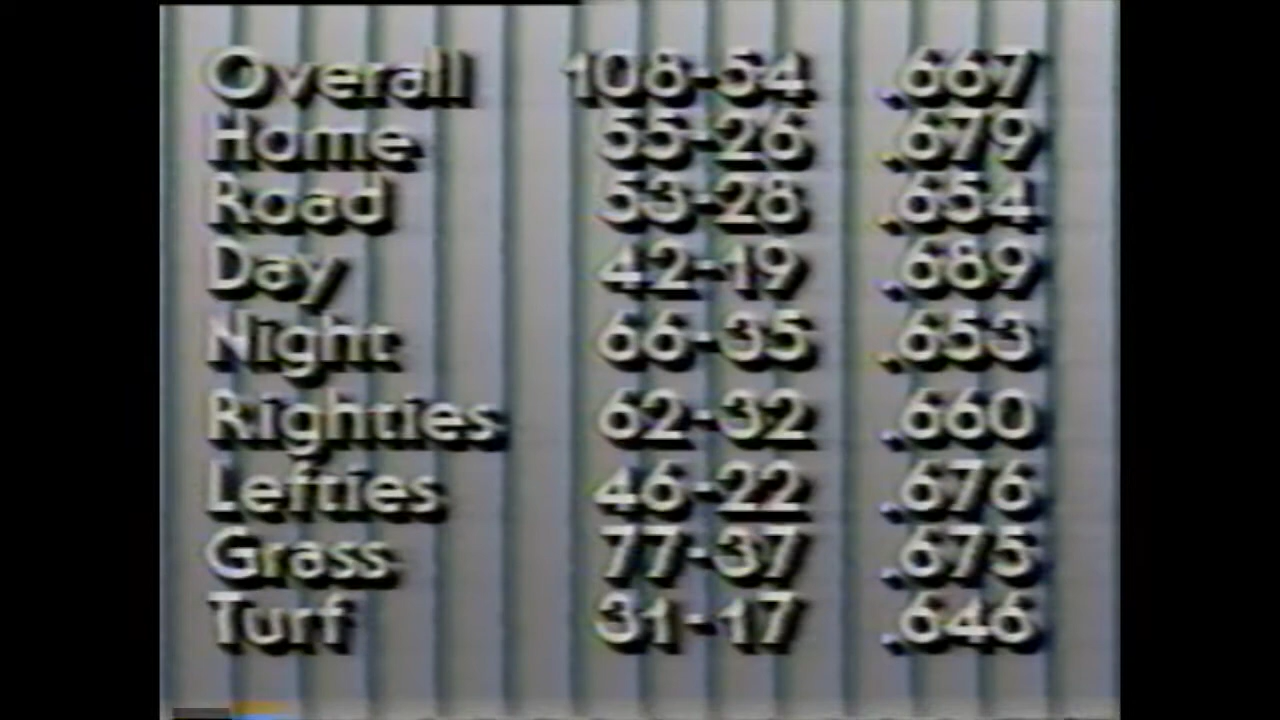 Overall 108-54 .667
Home 55-26 .679
Road 53-28 .654
Day 42-19 .689
Night 66-35 .653
Righties 62-32 .660
Lefties 46-22 .676
Grass 77-37 .675
Turf 31-17 .646